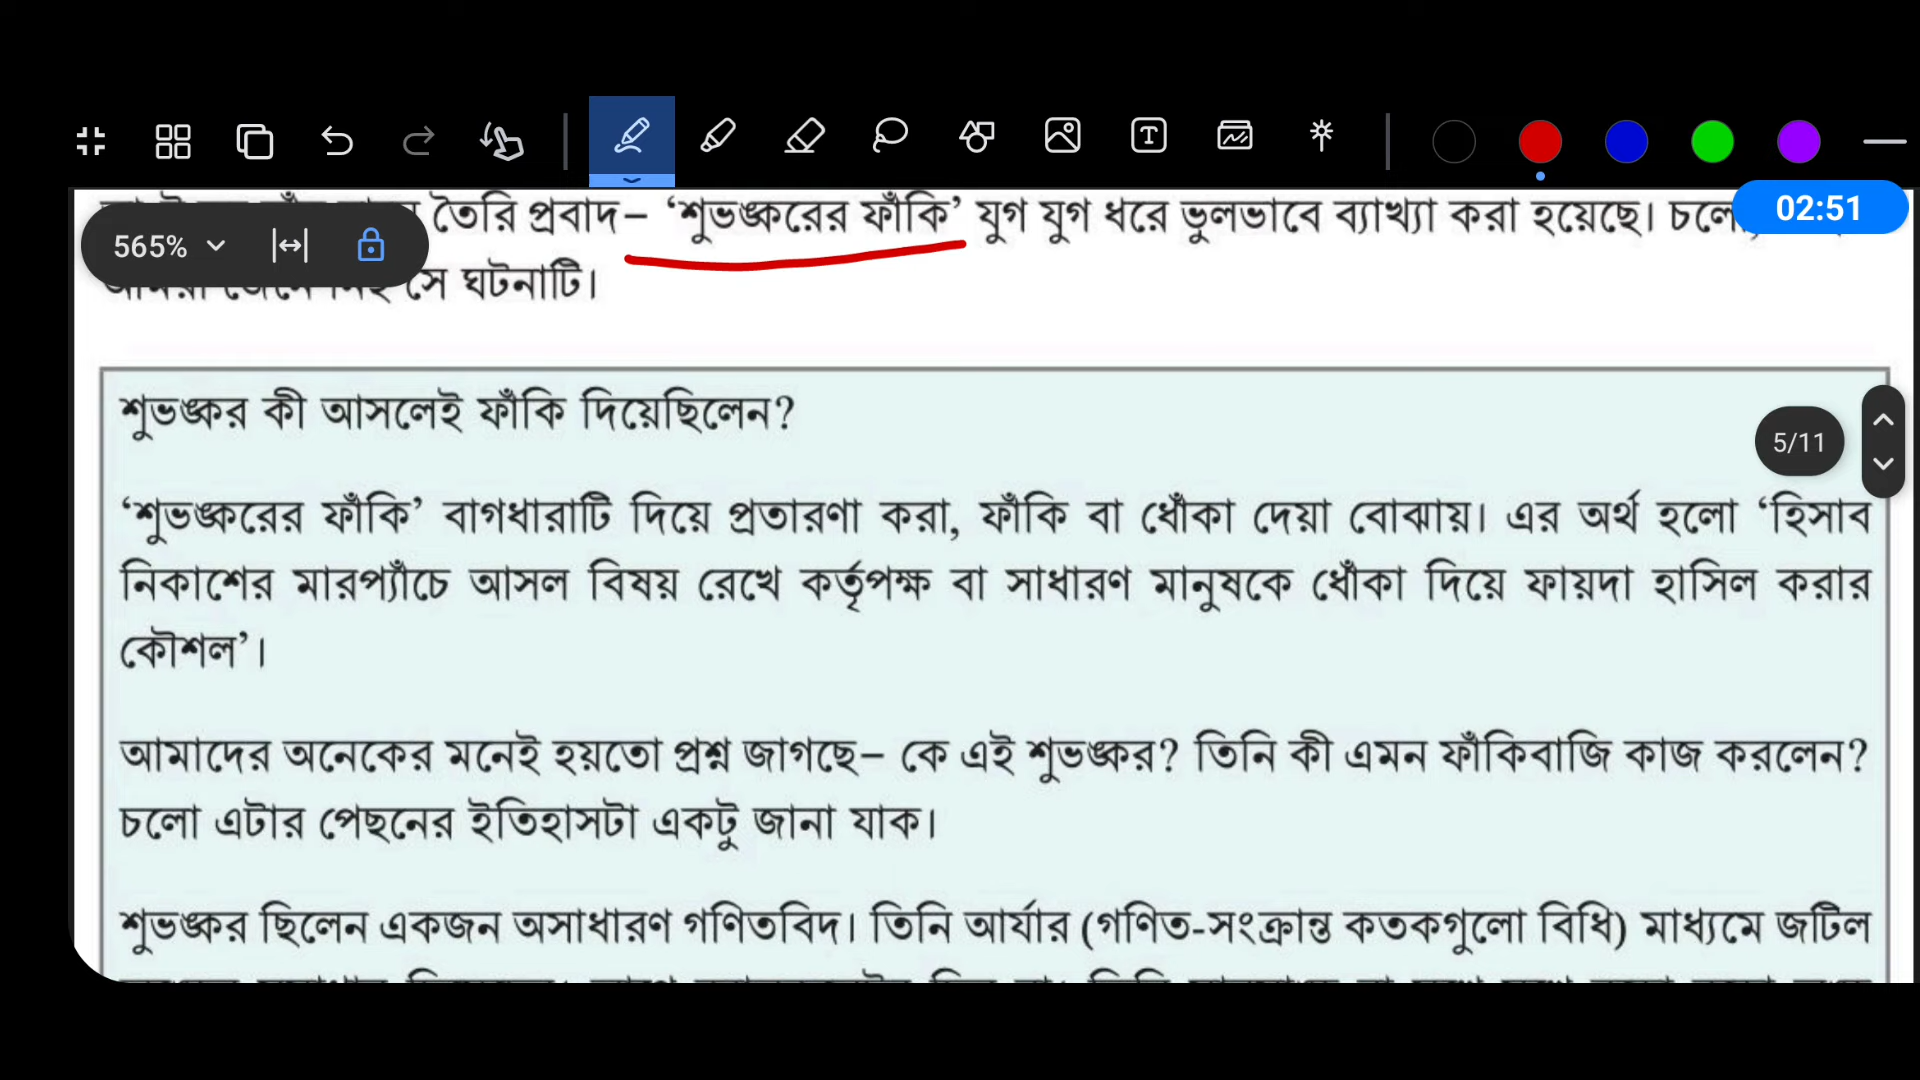 তৈরি প্রবাদ– ‘শুভঙ্করের ফাঁকি’ যুগ যুগ ধরে ভুলভাবে ব্যাখ্যা করা হয়েছে। চলো,
02:51
565%
সে ঘটনাটি।
শুভঙ্কর কী আসলেই ফাঁকি দিয়েছিলেন?
5/11
‘শুভঙ্করের ফাঁকি’ বাগধারাটি দিয়ে প্রতারণা করা, ফাঁকি বা ধোঁকা দেয়া বোঝায়। এর অর্থ হলো ‘হিসাব
নিকাশের মারপ্যাঁচে আসল বিষয় রেখে কর্তৃপক্ষ বা সাধারণ মানুষকে ধোঁকা দিয়ে ফায়দা হাসিল করার
কৌশল’।
আমাদের অনেকের মনেই হয়তো প্রশ্ন জাগছে– কে এই শুভঙ্কর? তিনি কী এমন ফাঁকিবাজি কাজ করলেন?
চলো এটার পেছনের ইতিহাসটা একটু জানা যাক।
শুভঙ্কর ছিলেন একজন অসাধারণ গণিতবিদ। তিনি আর্যার (গণিত-সংক্রান্ত কতকগুলো বিধি) মাধ্যমে জটিল